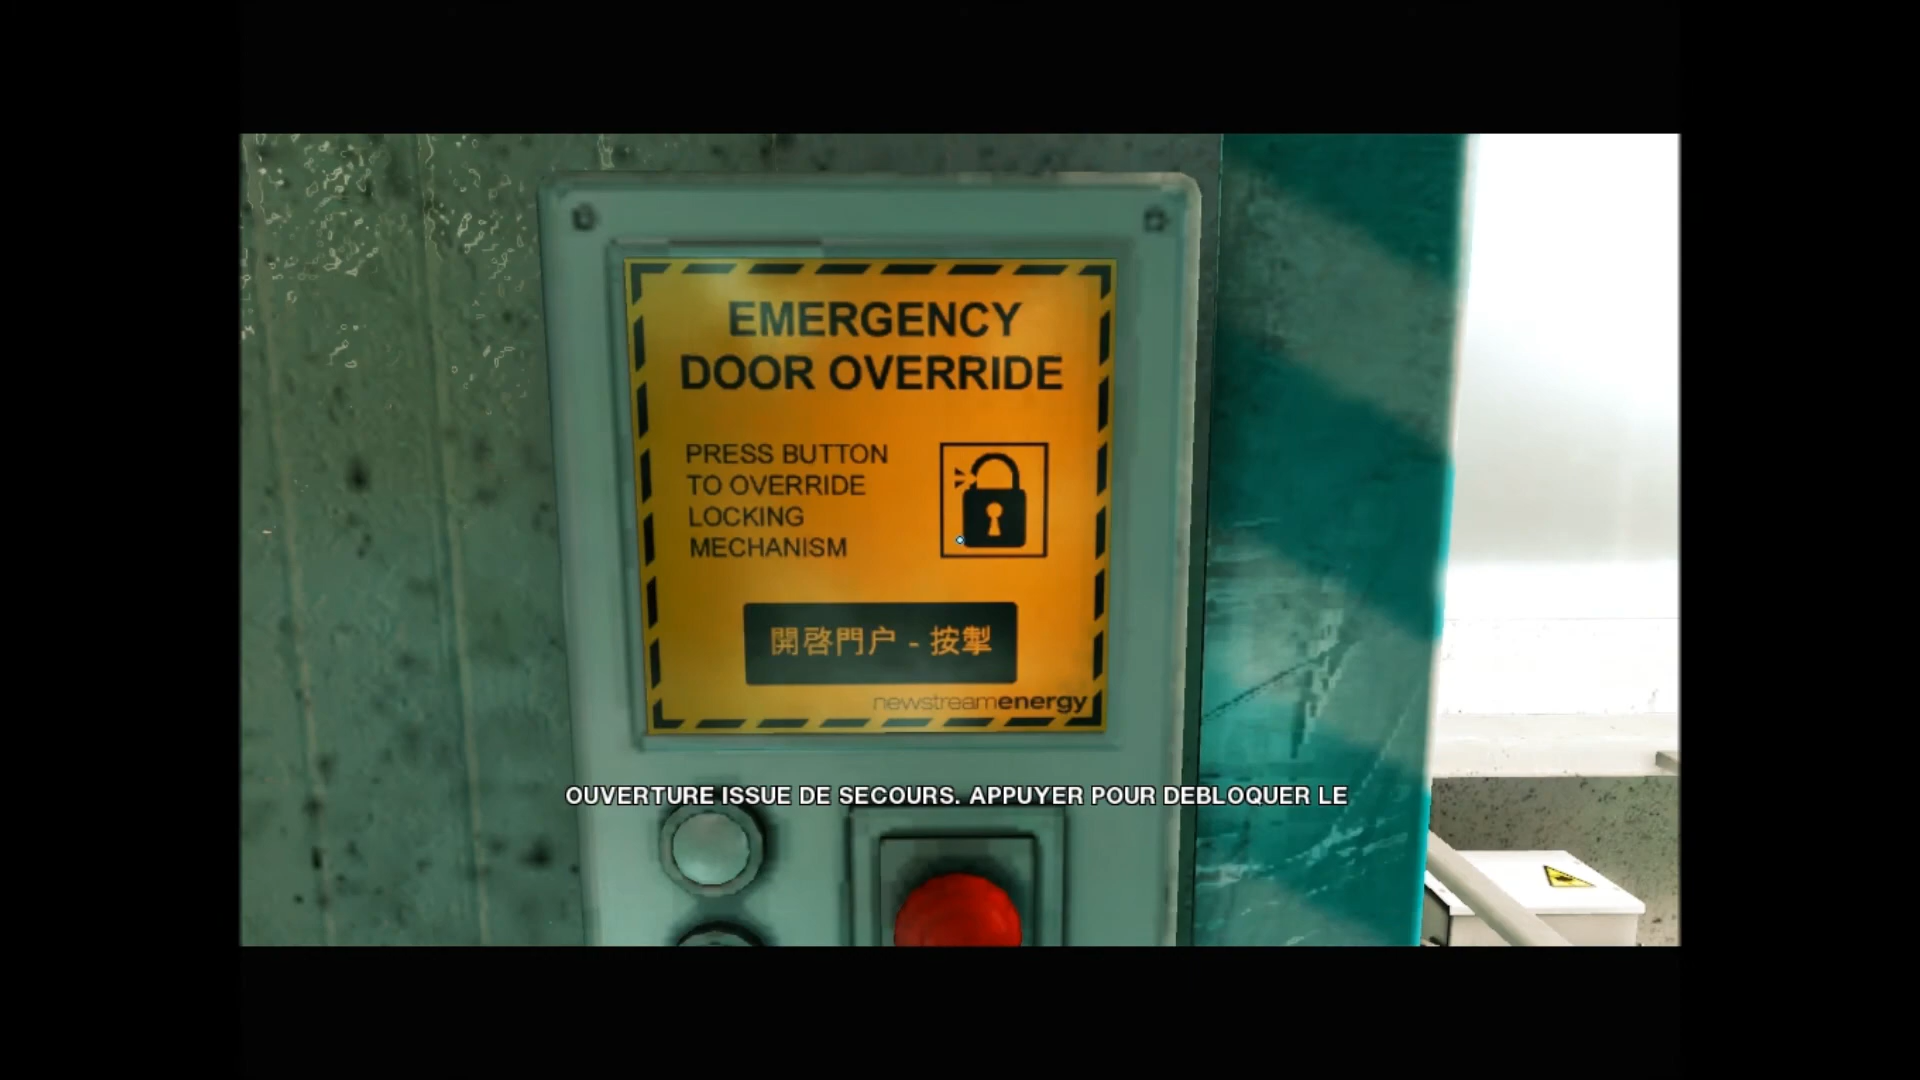 EMERGENCY
DOOR OVERRIDE
PRESS BUTTON
TO OVERRIDE
LOCKING
MECHANISM
開啓門户 - 按掣
newstreamenergy
OUVERTURE ISSUE DE SECOURS. APPUYER POUR DEBLOQUER LE